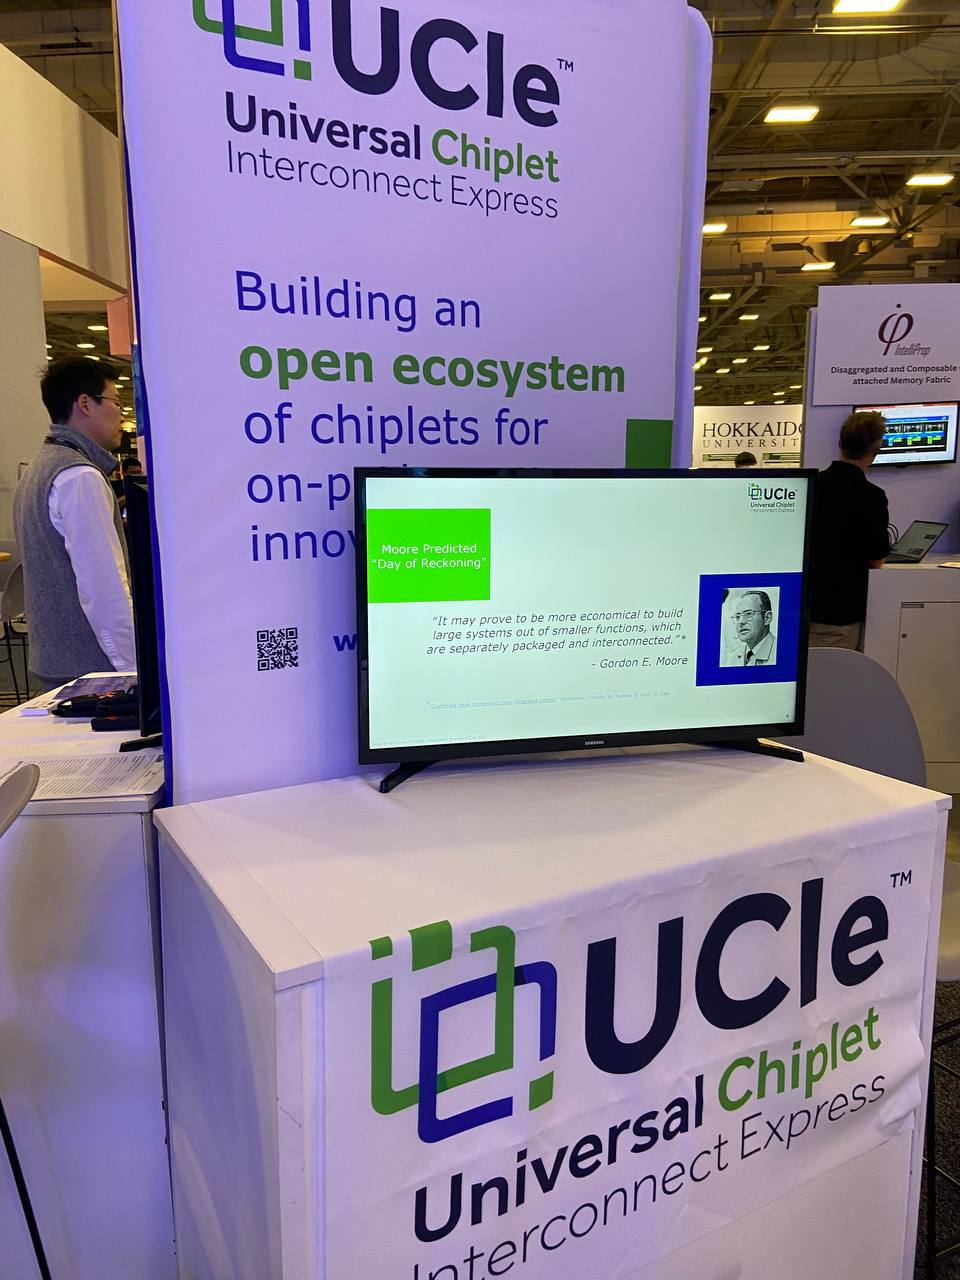 UCIe™
Universal Chiplet
Interconnect Express
Building an
open ecosystem
of chiplets for
on-p
innov
w
IntelliProp
Disaggregated and Composable
attached Memory Fabric
HOKKAID
UNIVERSIT
UCIe
Universal Chiplet
Interconnect Express
Moore Predicted
"Day of Reckoning"
"It may prove to be more economical to build
large systems out of smaller functions, which
are separately packaged and interconnected."*
- Gordon E. Moore
SAMSUNG
UCIe™
Universal Chiplet
Interconnect Express